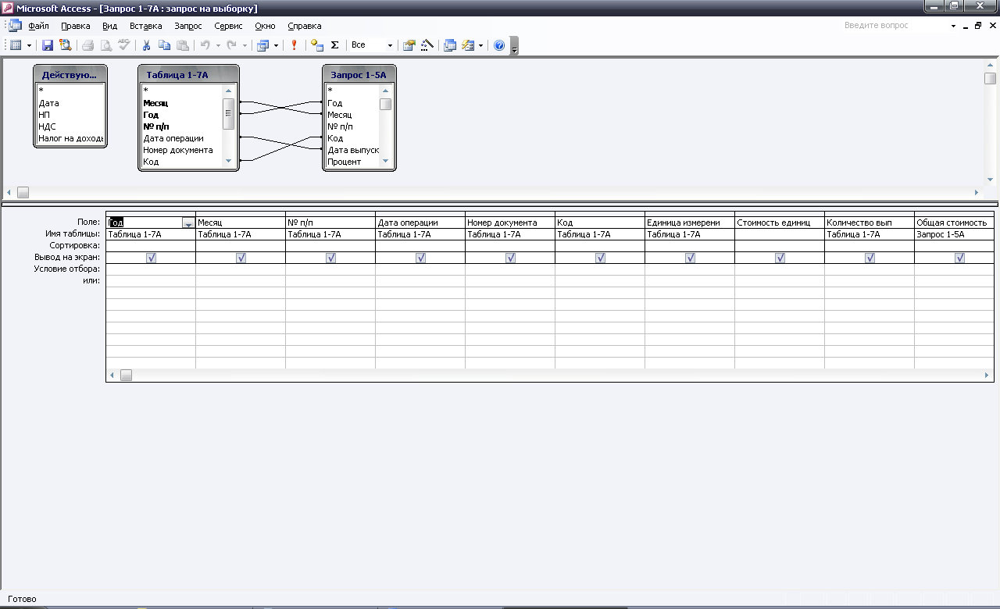 Microsoft Access - [Запрос 1-7А : запрос на выборку]
Файл Правка Вид Вставка Запрос Сервис Окно Справка Введите вопрос
Все
Действую... Таблица 1-7А Запрос 1-5А
* * *
Дата Месяц Год
НП Год Месяц
НДС № п/п № п/п
Налог на доходы Дата операции Код
Номер документа Дата выпуск
Код Процент
Поле: Год Месяц № п/п Дата операции Номер документа Код Единица измерени Стоимость единиц Количество вып Общая стоимость
Имя таблицы: Таблица 1-7А Таблица 1-7А Таблица 1-7А Таблица 1-7А Таблица 1-7А Таблица 1-7А Таблица 1-7А Таблица 1-7А Запрос 1-5А
Сортировка:
Вывод на экран:
Условие отбора:
или:
Готово